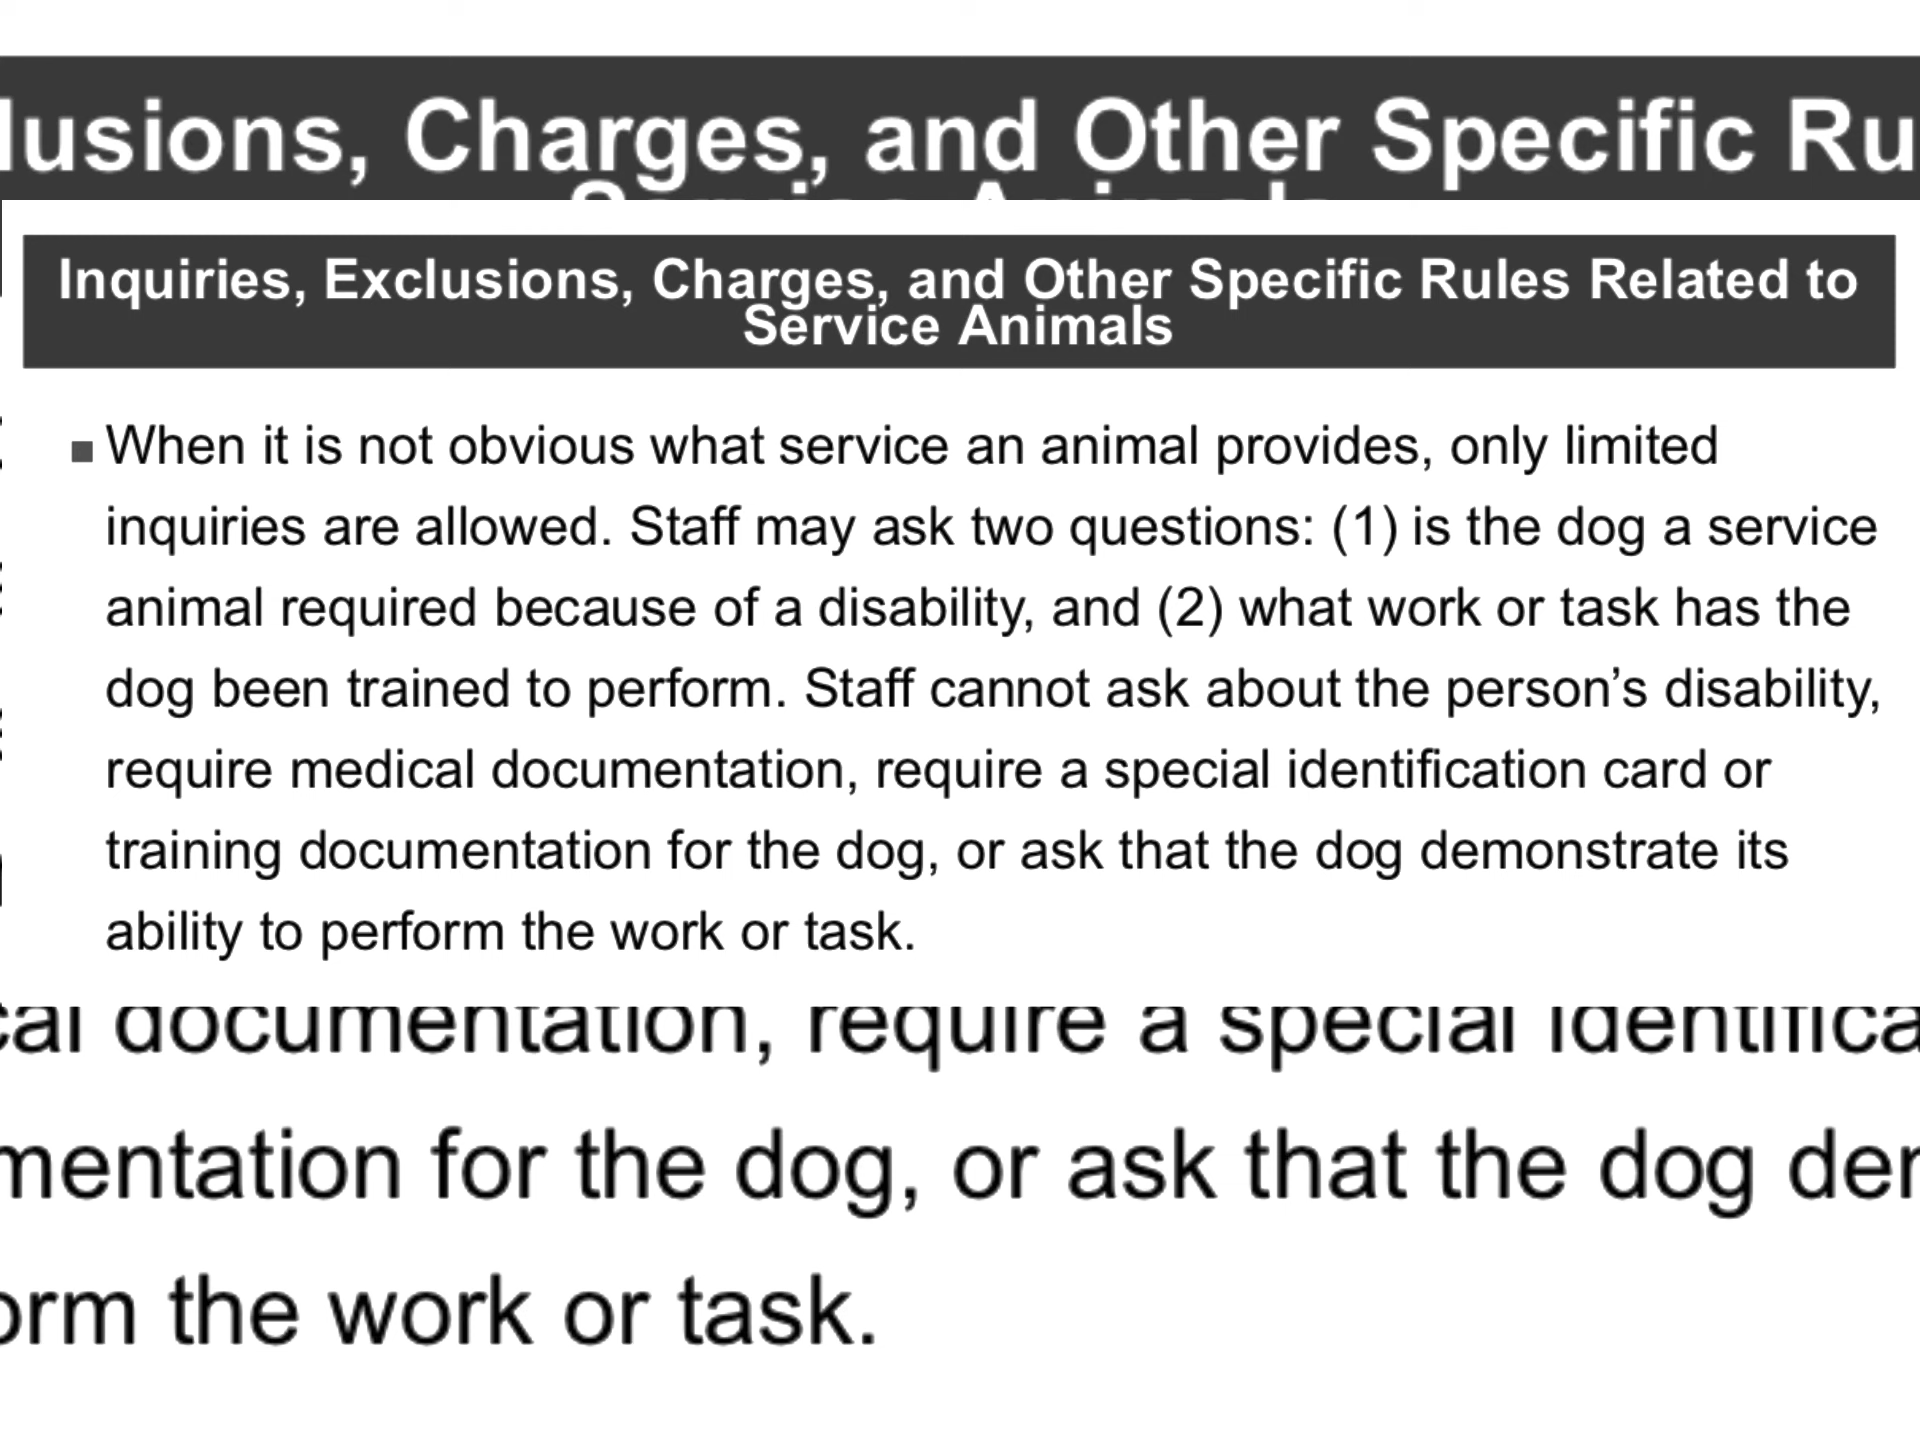 lusions, Charges, and Other Specific Ru
Service Animals
Inquiries, Exclusions, Charges, and Other Specific Rules Related to
Service Animals
When it is not obvious what service an animal provides, only limited
inquiries are allowed. Staff may ask two questions: (1) is the dog a service
animal required because of a disability, and (2) what work or task has the
dog been trained to perform. Staff cannot ask about the person’s disability,
require medical documentation, require a special identification card or
training documentation for the dog, or ask that the dog demonstrate its
ability to perform the work or task.
cal documentation, require a special identifica
mentation for the dog, or ask that the dog der
orm the work or task.